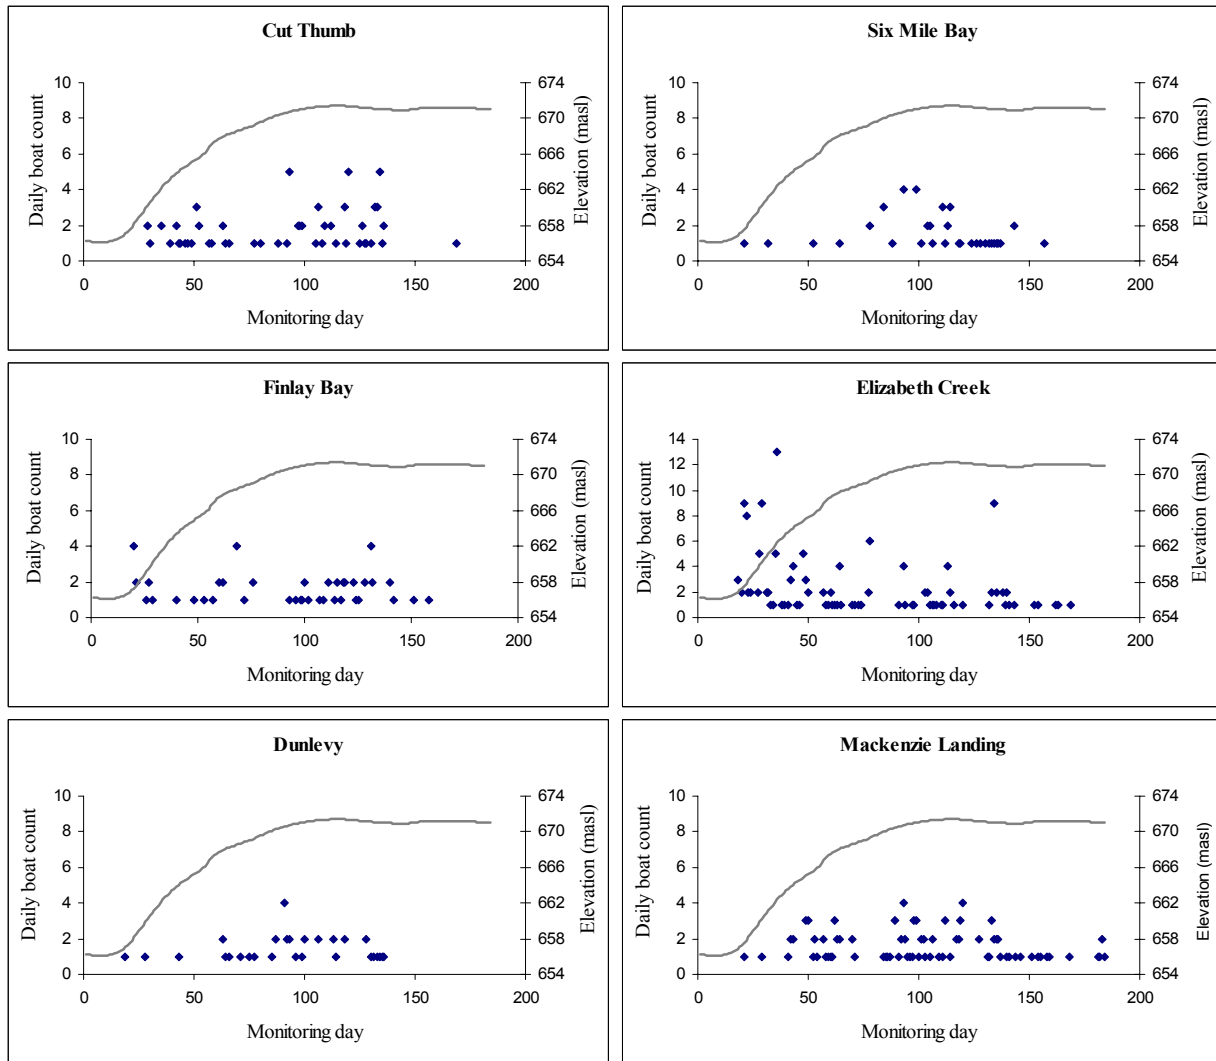 Cut Thumb
10
8
6
4
2
0
674
670
666
662
658
654
0 50 100 150 200
Daily boat count
Elevation (masl)
Monitoring day
Six Mile Bay
10
8
6
4
2
0
674
670
666
662
658
654
0 50 100 150 200
Daily boat count
Elevation (masl)
Monitoring day
Finlay Bay
10
8
6
4
2
0
674
670
666
662
658
654
0 50 100 150 200
Daily boat count
Elevation (masl)
Monitoring day
Elizabeth Creek
14
12
10
8
6
4
2
0
674
670
666
662
658
654
0 50 100 150 200
Daily boat count
Elevation (masl)
Monitoring day
Dunlevy
10
8
6
4
2
0
674
670
666
662
658
654
0 50 100 150 200
Daily boat count
Elevation (masl)
Monitoring day
Mackenzie Landing
10
8
6
4
2
0
674
670
666
662
658
654
0 50 100 150 200
Daily boat count
Elevation (masl)
Monitoring day